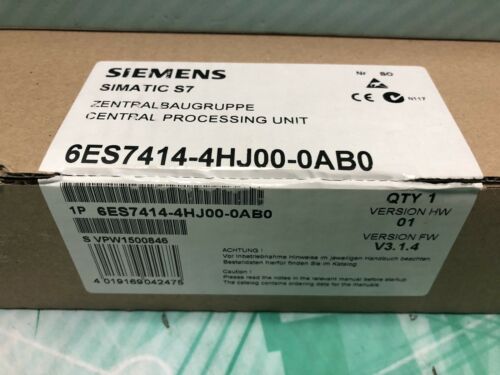 SIEMENS
SIMATIC S7
ZENTRALBAUGRUPPE
CENTRAL PROCESSING UNIT
N117
6ES7414-4HJ00-0AB0
1P 6ES7414-4HJ00-0AB0
S VPW1500846
4 019169 042475
QTY 1
VERSION HW
01
VERSION FW
V3.1.4
ACHTUNG !
Vor Inbetriebnahme Hinweise im jeweiligen Handbuch beachten.
Bestelldaten hierfür finden Sie im Katalog.
Caution !
Please read the notes in the relevant manual before startup.
The catalog contains ordering data for the manuals.